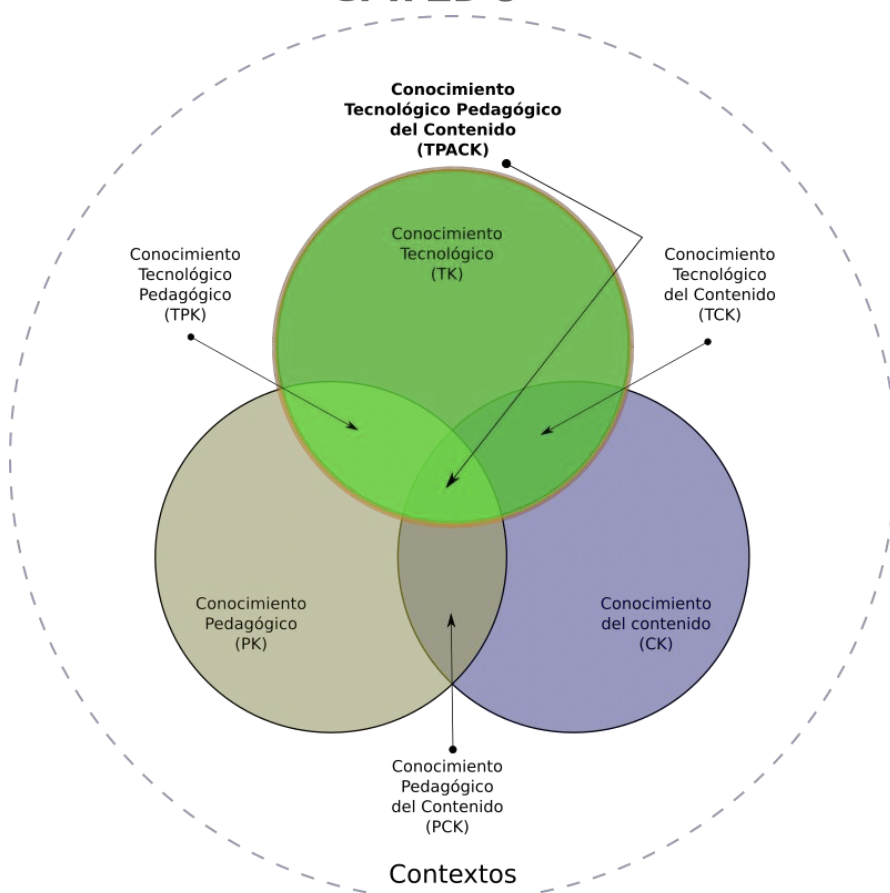 Conocimiento
Tecnológico Pedagógico
del Contenido
(TPACK)
Conocimiento
Tecnológico
(TK)
Conocimiento
Tecnológico
Pedagógico
(TPK)
Conocimiento
Tecnológico
del Contenido
(TCK)
Conocimiento
Pedagógico
(PK)
Conocimiento
del contenido
(CK)
Conocimiento
Pedagógico
del Contenido
(PCK)
Contextos